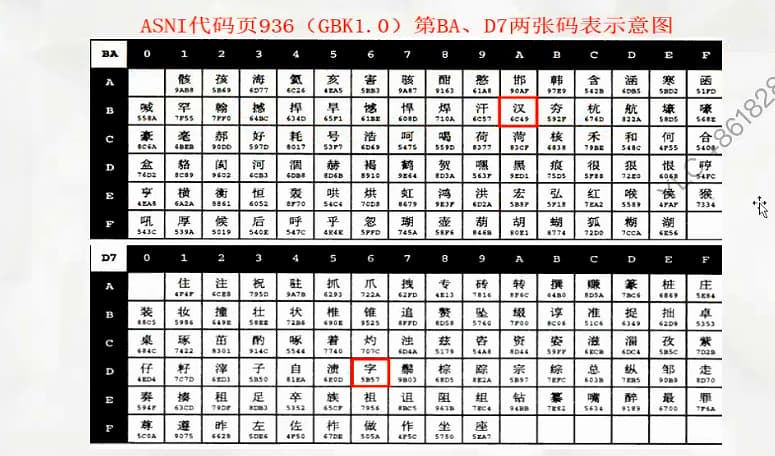 ASNI代码页936（GBK1.0）第BA、D7两张码表示意图
BA 0 1 2 3 4 5 6 7 8 9 A B C D E F
A 骸 孩 海 氦 亥 害 骇 酣 憨 邯 韩 含 涵 寒 函
9AB8 5B69 6D77 6C26 4EA5 5BB3 9A87 9163 61A8 90AF 97E9 542B 6DB5 5BD2 51FD
B 喊 罕 翰 撼 捍 旱 憾 悍 焊 汗 汉 夯 杭 航 壕 嚎
558A 7F55 7FF0 64BC 634D 65F1 61BE 608D 710A 6C57 6C49 592F 676D 822A 58D5 568E
C 豪 毫 郝 好 耗 号 浩 呵 喝 荷 菏 核 禾 和 何 合
8C6A 6BEB 90DD 597D 8017 53F7 6D69 5475 559D 8377 83CF 6838 79BE 548C 4F55 5408
D 盒 貉 阂 河 涸 赫 褐 鹤 贺 嘿 黑 痕 很 狠 恨 哼
76D2 8C89 9602 6CB3 6DB8 8D6B 8910 9E64 8D3A 563F 9ED1 75D5 5F88 72E0 6068 54FC
E 亨 横 衡 恒 轰 哄 烘 虹 鸿 洪 宏 弘 红 喉 侯 猴
4EA8 6A2A 8861 6052 8F70 54C4 70D8 8679 9E3F 6D2A 5B8F 5F18 7EA2 5589 4FAF 7334
F 吼 厚 候 后 呼 乎 忽 瑚 壶 葫 胡 蝴 狐 糊 湖
543C 539A 5019 540E 547C 4E4E 5FFD 745A 58F6 846B 80E1 8774 72D0 7CCA 6E56
D7 0 1 2 3 4 5 6 7 8 9 A B C D E F
A 住 注 祝 驻 抓 爪 拽 专 砖 转 撰 赚 篆 桩 庄
4F4F 6CE8 795D 9A7B 6293 722A 62FD 4E13 7816 8F6C 64B0 8D5A 7BC6 6869 5E84
B 装 妆 撞 壮 状 椎 锥 追 赘 坠 缀 谆 准 捉 拙 卓
88C5 5986 649E 58EE 72B6 690E 9525 8FFD 8D58 5760 7F00 8C06 51C6 6349 62D9 5353
C 桌 琢 茁 酌 啄 着 灼 浊 兹 咨 资 姿 滋 淄 孜 紫
684C 7422 8301 914C 5544 7740 707C 6D4A 5179 54A8 8D44 59FF 6ECB 6DC4 5B5C 7D2B
D 仔 籽 滓 子 自 渍 字 鬃 棕 踪 宗 综 总 纵 邹 走
4ED4 7C7D 6ED3 5B50 81EA 6E0D 5B57 9B03 68D5 8E2A 5B97 7EFC 603B 7EB5 90B9 8D70
E 奏 揍 租 足 卒 族 祖 诅 阻 组 钻 纂 嘴 醉 最 罪
594F 63CD 79DF 8DB3 5352 65CF 7956 8BC5 963B 7EC4 94BB 7E82 5634 9189 6700 7F6A
F 尊 遵 昨 左 佐 柞 做 作 坐 座
5C0A 9075 6628 5DE6 4F50 67DE 505A 4F5C 5750 5EA7